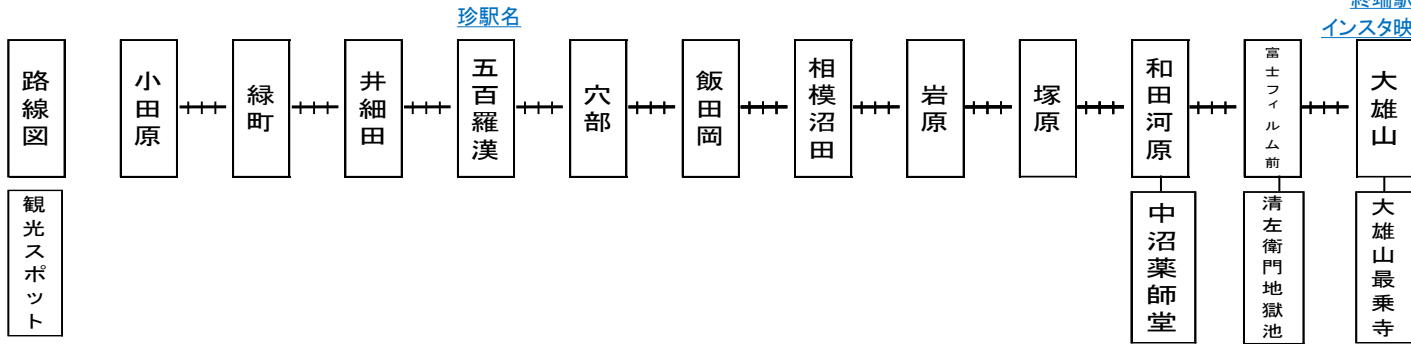 珍駅名
終端駅
インスタ映
路線図
小田原
緑町
井細田
五百羅漢
穴部
飯田岡
相模沼田
岩原
塚原
和田河原
富士フィルム前
大雄山
観光スポット
中沼薬師堂
清左衛門地獄池
大雄山最乗寺